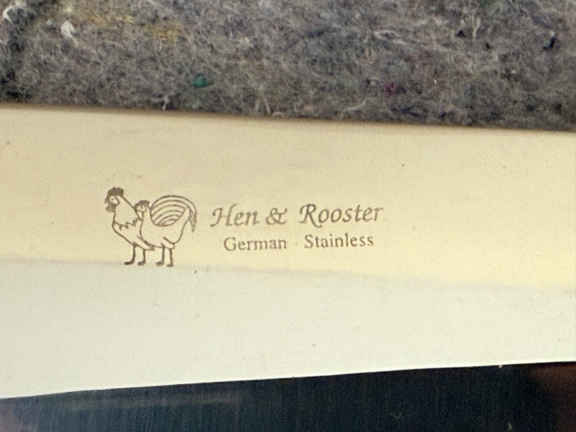 Hen & Rooster
German Stainless